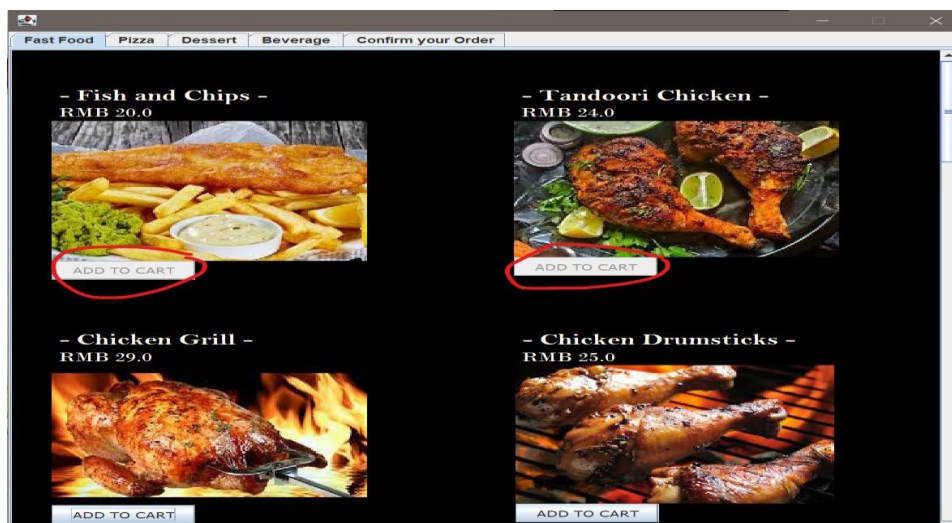 Fast Food Pizza Dessert Beverage Confirm your Order
- Fish and Chips -
RMB 20.0
ADD TO CART
- Tandoori Chicken -
RMB 24.0
ADD TO CART
- Chicken Grill -
RMB 29.0
ADD TO CART
- Chicken Drumsticks -
RMB 25.0
ADD TO CART